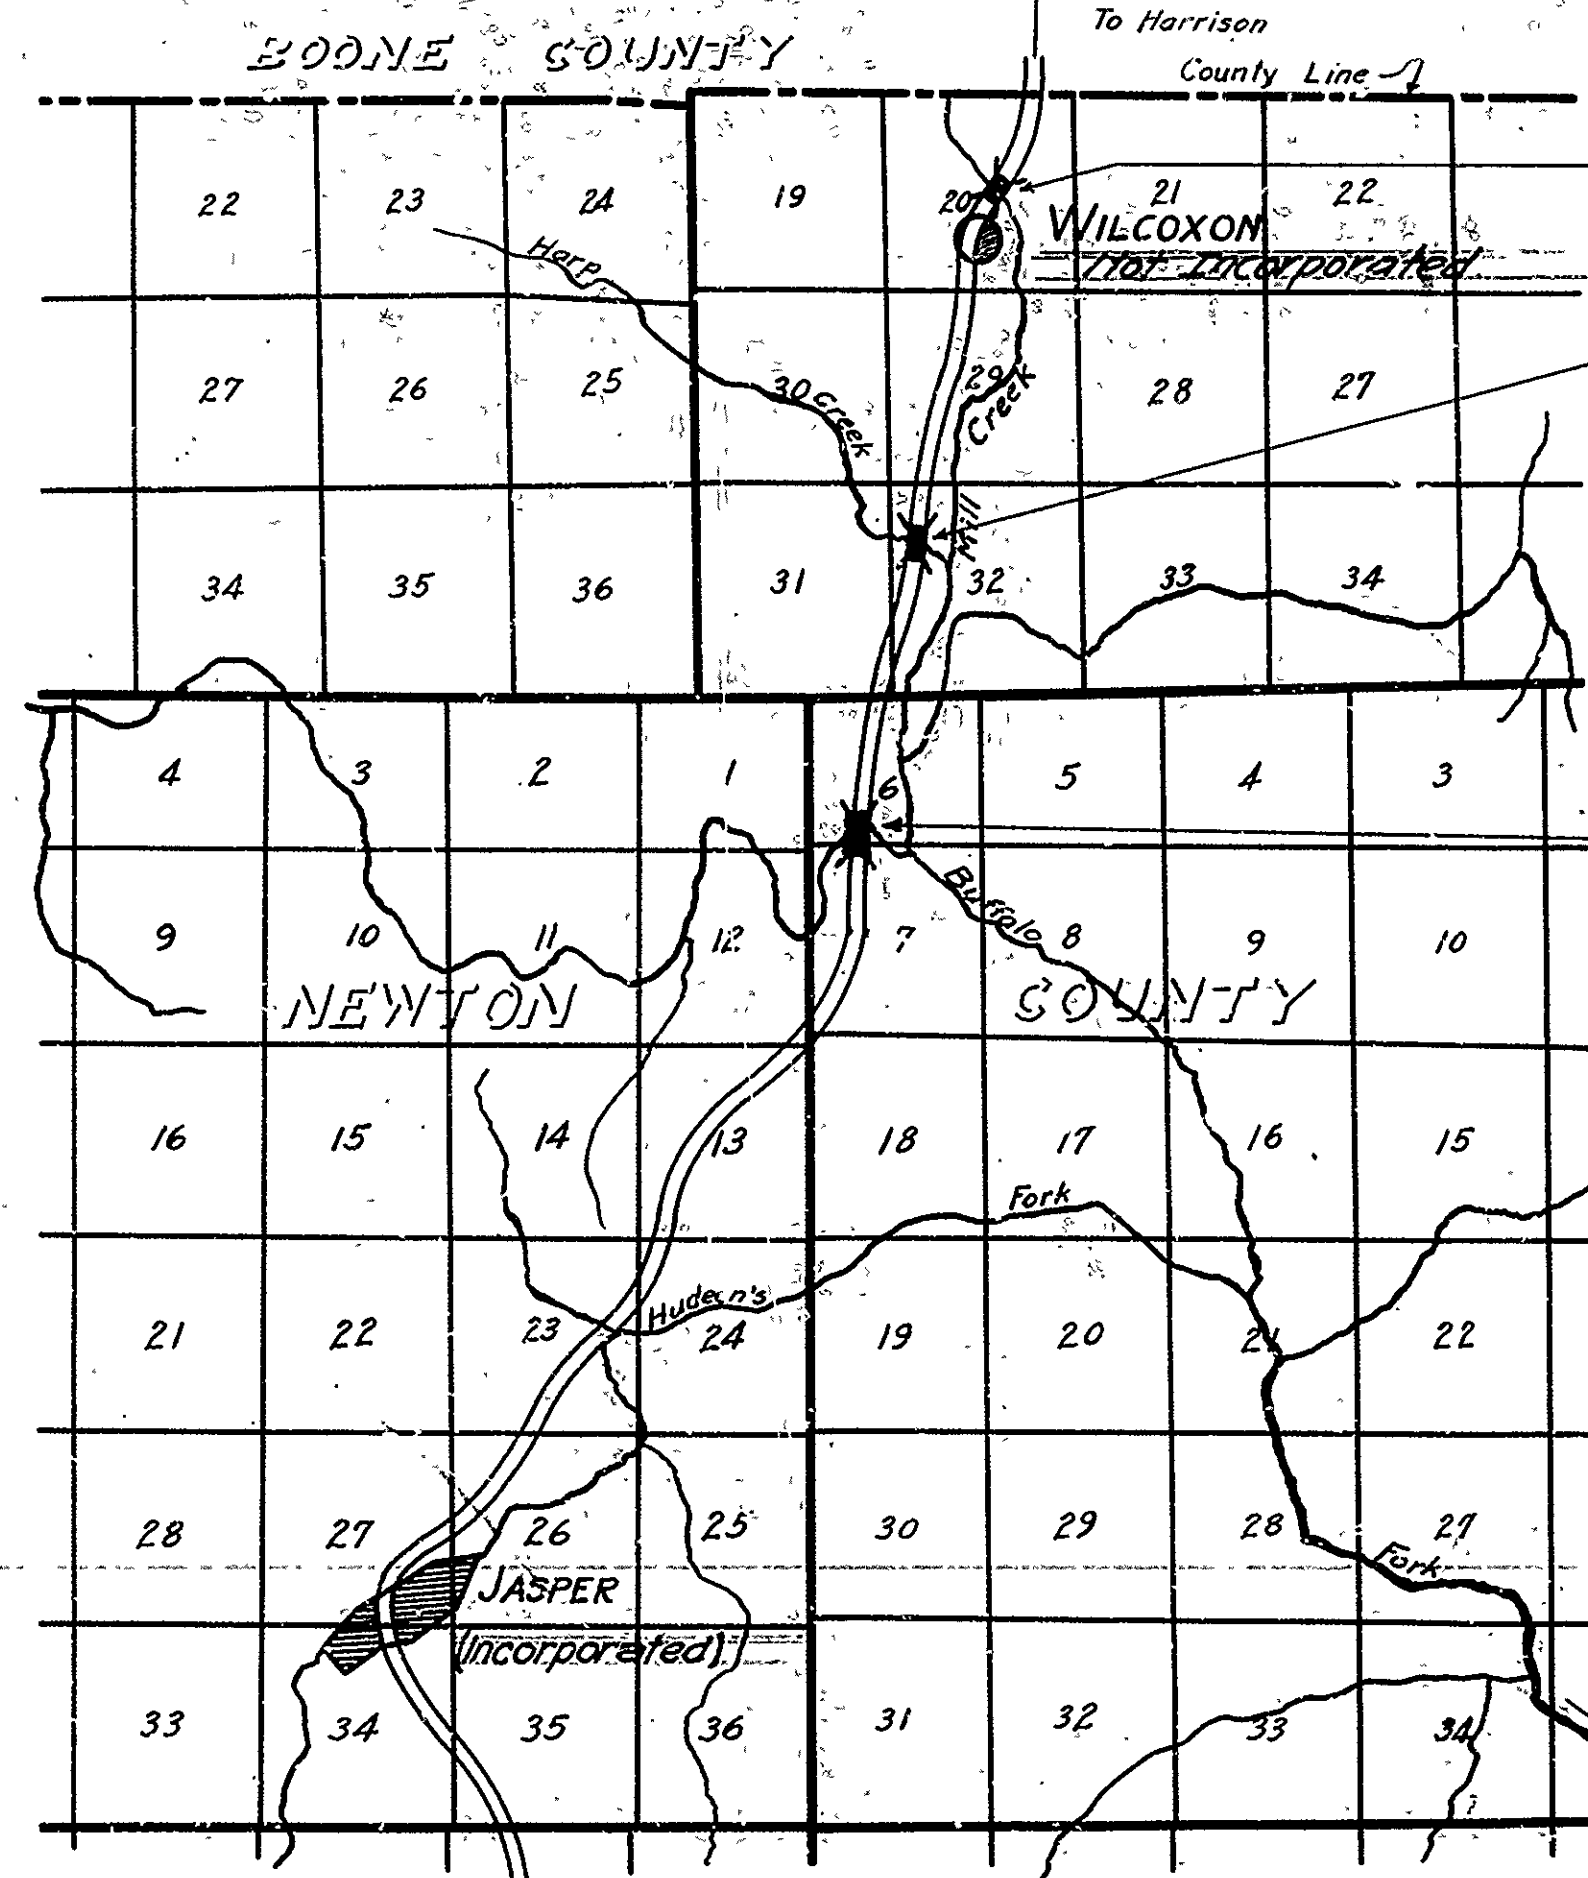 To Harrison
BOONE COUNTY
County Line
22 23 24 19 20 21 22
WILCOXON
Not Incorporated
Harp
27 26 25 30 Creek 29 Creek 28 27
Mill
34 35 36 31 32 33 34
4 3 2 1 6 5 4 3
Buffalo
9 10 11 12 7 8 9 10
NEWTON COUNTY
16 15 14 13 18 17 16 15
Fork
Hudson's
21 22 23 24 19 20 21 22
28 27 26 25 30 29 28 27
Fork
JASPER
(Incorporated)
33 34 35 36 31 32 33 34